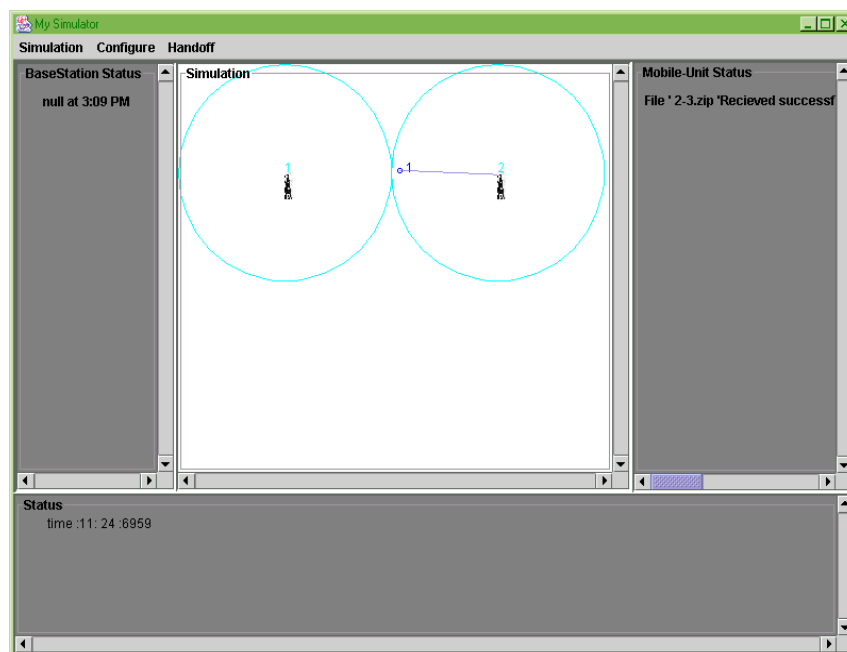 My Simulator
Simulation Configure Handoff
BaseStation Status
null at 3:09 PM
Simulation
1
1
2
Mobile-Unit Status
File ' 2-3.zip 'Recieved successf
Status
time :11: 24 :6959